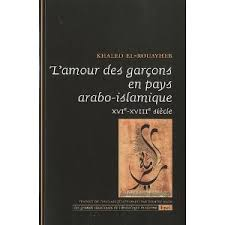 KHALED EL-ROUAYHEB
L'amour des garçons
en pays
arabo-islamique
XVIᵉ-XVIIIᵉ siècle